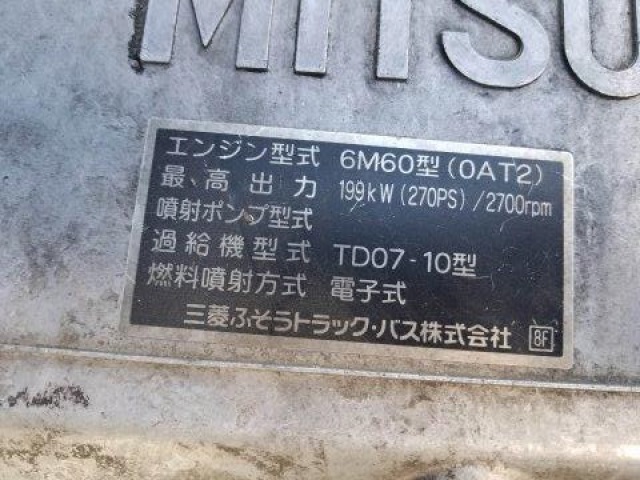 MITSU
エンジン型式 6M60型(0AT2)
最高出力 199kW(270PS)/2700rpm
噴射ポンプ型式
過給機型式 TD07-10型
燃料噴射方式 電子式
三菱ふそうトラック・バス株式会社 8F